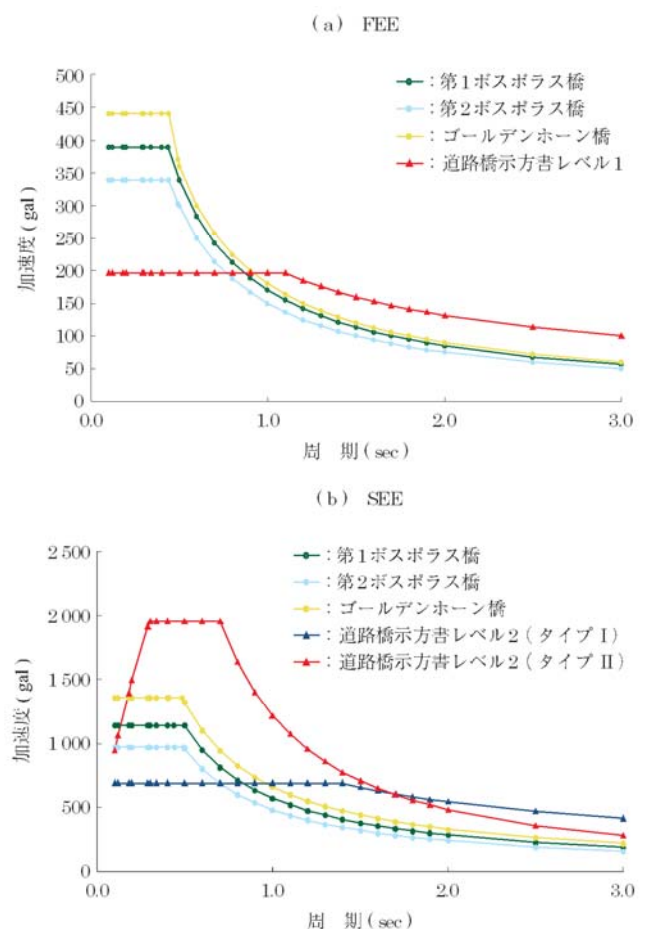 (a) FEE
500
450
400
350
300
250
200
150
100
50
0
加速度(gal)
●:第1ボスポラス橋
●:第2ボスポラス橋
●:ゴールデンホーン橋
▲:道路橋示方書レベル1
0.0 1.0 2.0 3.0
周 期(sec)
(b) SEE
2 500
2 000
1 500
1 000
500
0
加速度(gal)
●:第1ボスポラス橋
●:第2ボスポラス橋
●:ゴールデンホーン橋
▲:道路橋示方書レベル2(タイプⅠ)
▲:道路橋示方書レベル2(タイプⅡ)
0.0 1.0 2.0 3.0
周 期(sec)